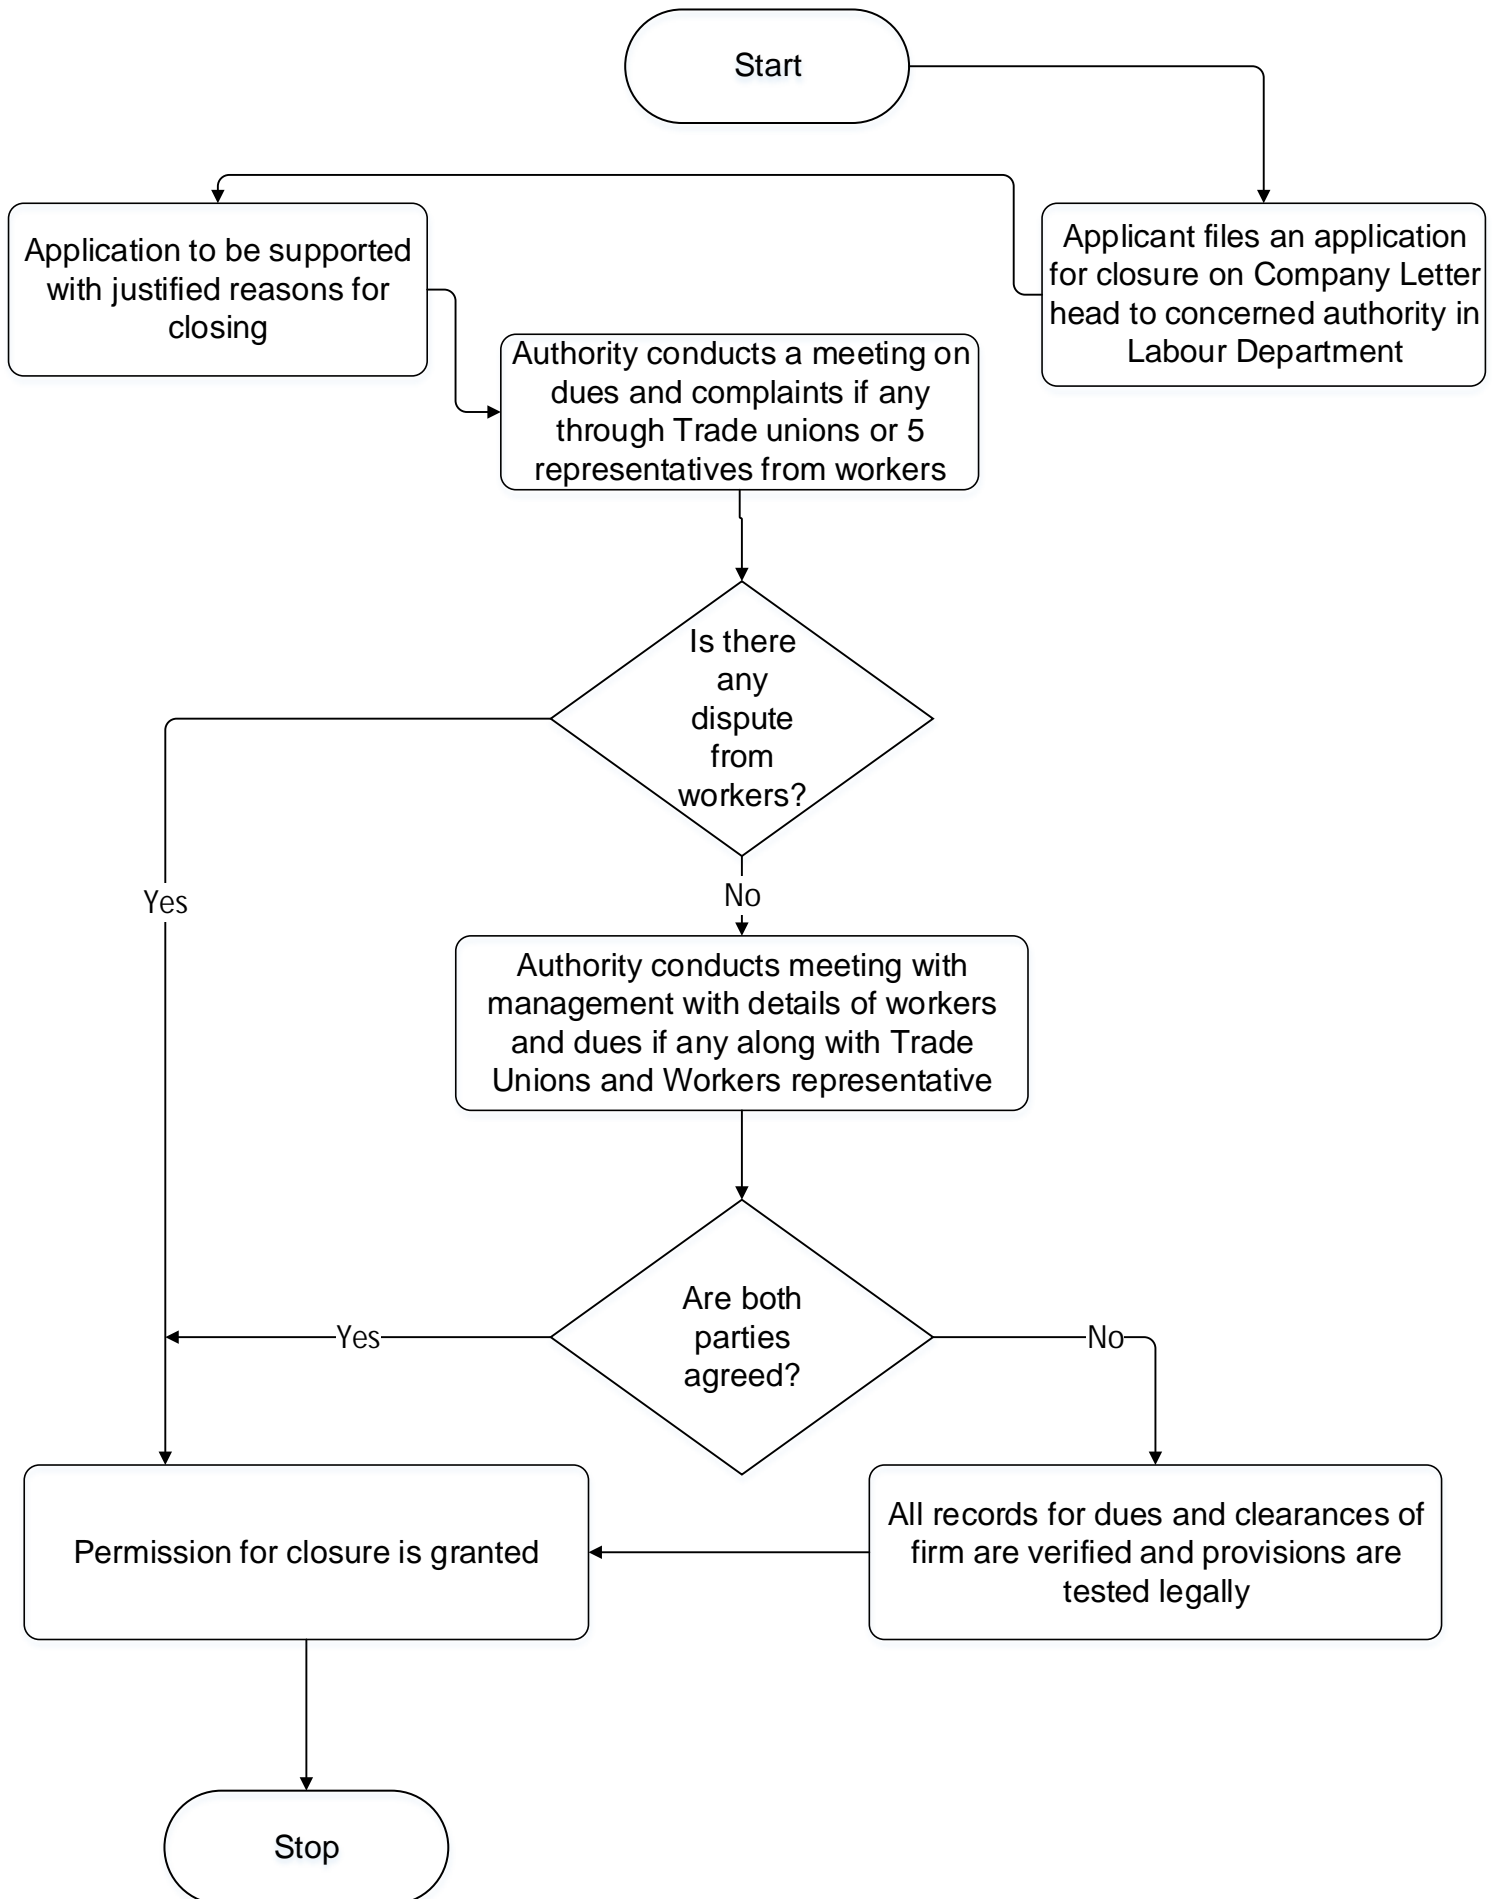 Start
Applicant files an application
for closure on Company Letter
head to concerned authority in
Labour Department
Application to be supported
with justified reasons for
closing
Authority conducts a meeting on
dues and complaints if any
through Trade unions or 5
representatives from workers
Is there
any
dispute
from
workers?
Yes
No
Authority conducts meeting with
management with details of workers
and dues if any along with Trade
Unions and Workers representative
Are both
parties
agreed?
Yes
No
All records for dues and clearances of
firm are verified and provisions are
tested legally
Permission for closure is granted
Stop